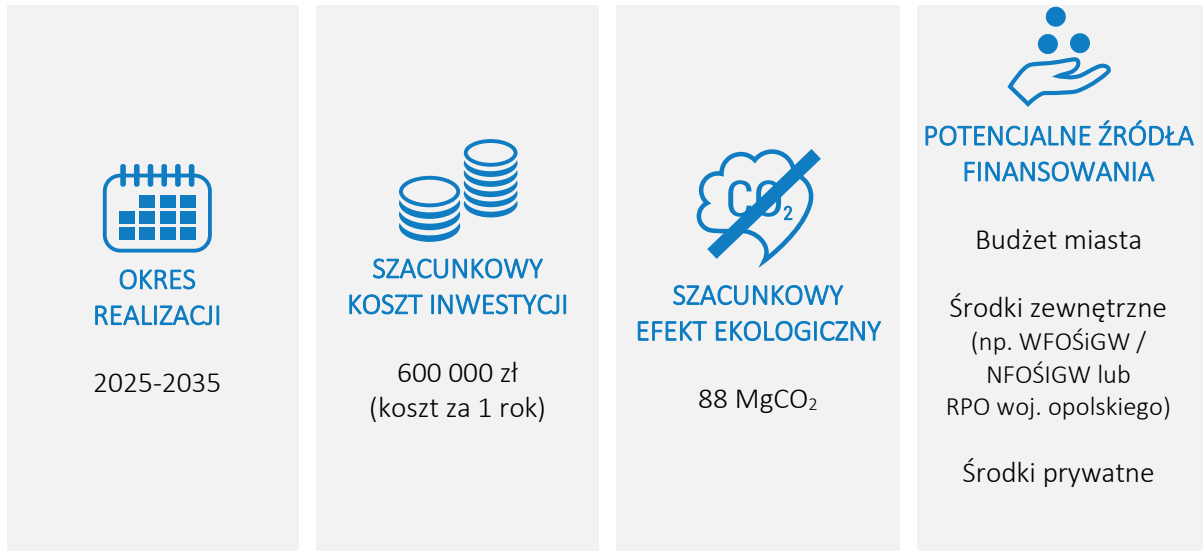 OKRES
REALIZACJI
2025-2035
SZACUNKOWY
KOSZT INWESTYCJI
600 000 zł
(koszt za 1 rok)
CO₂
SZACUNKOWY
EFEKT EKOLOGICZNY
88 MgCO₂
POTENCJALNE ŹRÓDŁA
FINANSOWANIA
Budżet miasta
Środki zewnętrzne
(np. WFOŚiGW /
NFOŚIGW lub
RPO woj. opolskiego)
Środki prywatne